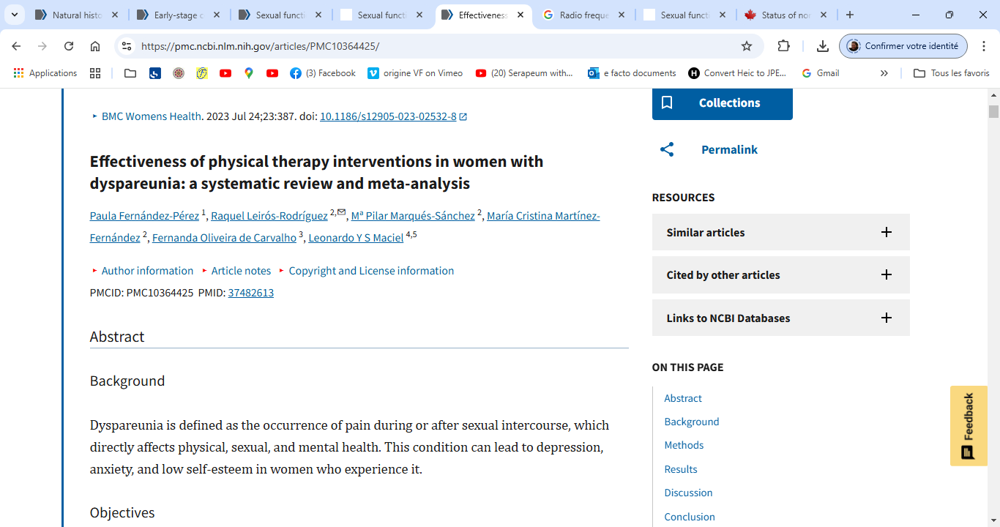 Natural histo
Early-stage c
Sexual functi
Sexual functi
Effectiveness
Radio freque
Sexual functi
Status of nor
https://pmc.ncbi.nlm.nih.gov/articles/PMC10364425/
Confirmer votre identité
Applications
(3) Facebook
origine VF on Vimeo
(20) Serapeum with...
e facto documents
Convert Heic to JPE...
Gmail
Tous les favoris
BMC Womens Health. 2023 Jul 24;23:387. doi: 10.1186/s12905-023-02532-8
Effectiveness of physical therapy interventions in women with
dyspareunia: a systematic review and meta-analysis
Paula Fernández-Pérez 1, Raquel Leirós-Rodríguez 2,✉, Mª Pilar Marqués-Sánchez 2, María Cristina Martínez-
Fernández 2, Fernanda Oliveira de Carvalho 3, Leonardo Y S Maciel 4,5
Author information Article notes Copyright and License information
PMCID: PMC10364425 PMID: 37482613
Abstract
Background
Dyspareunia is defined as the occurrence of pain during or after sexual intercourse, which
directly affects physical, sexual, and mental health. This condition can lead to depression,
anxiety, and low self-esteem in women who experience it.
Objectives
Collections
Permalink
RESOURCES
Similar articles
Cited by other articles
Links to NCBI Databases
ON THIS PAGE
Abstract
Background
Methods
Results
Discussion
Conclusion
Feedback